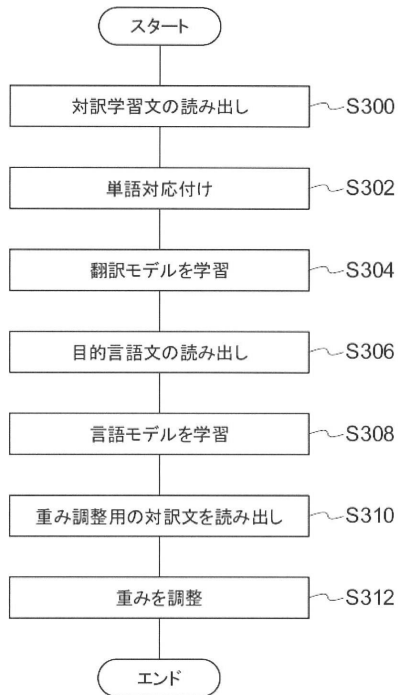 スタート
対訳学習文の読み出し S300
単語対応付け S302
翻訳モデルを学習 S304
目的言語文の読み出し S306
言語モデルを学習 S308
重み調整用の対訳文を読み出し S310
重みを調整 S312
エンド